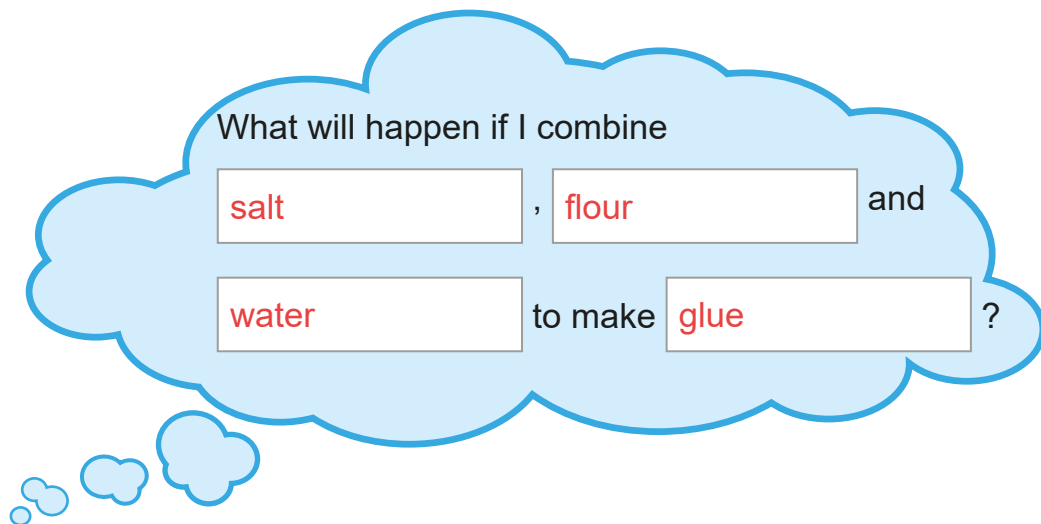 What will happen if I combine
salt , flour and
water to make glue ?